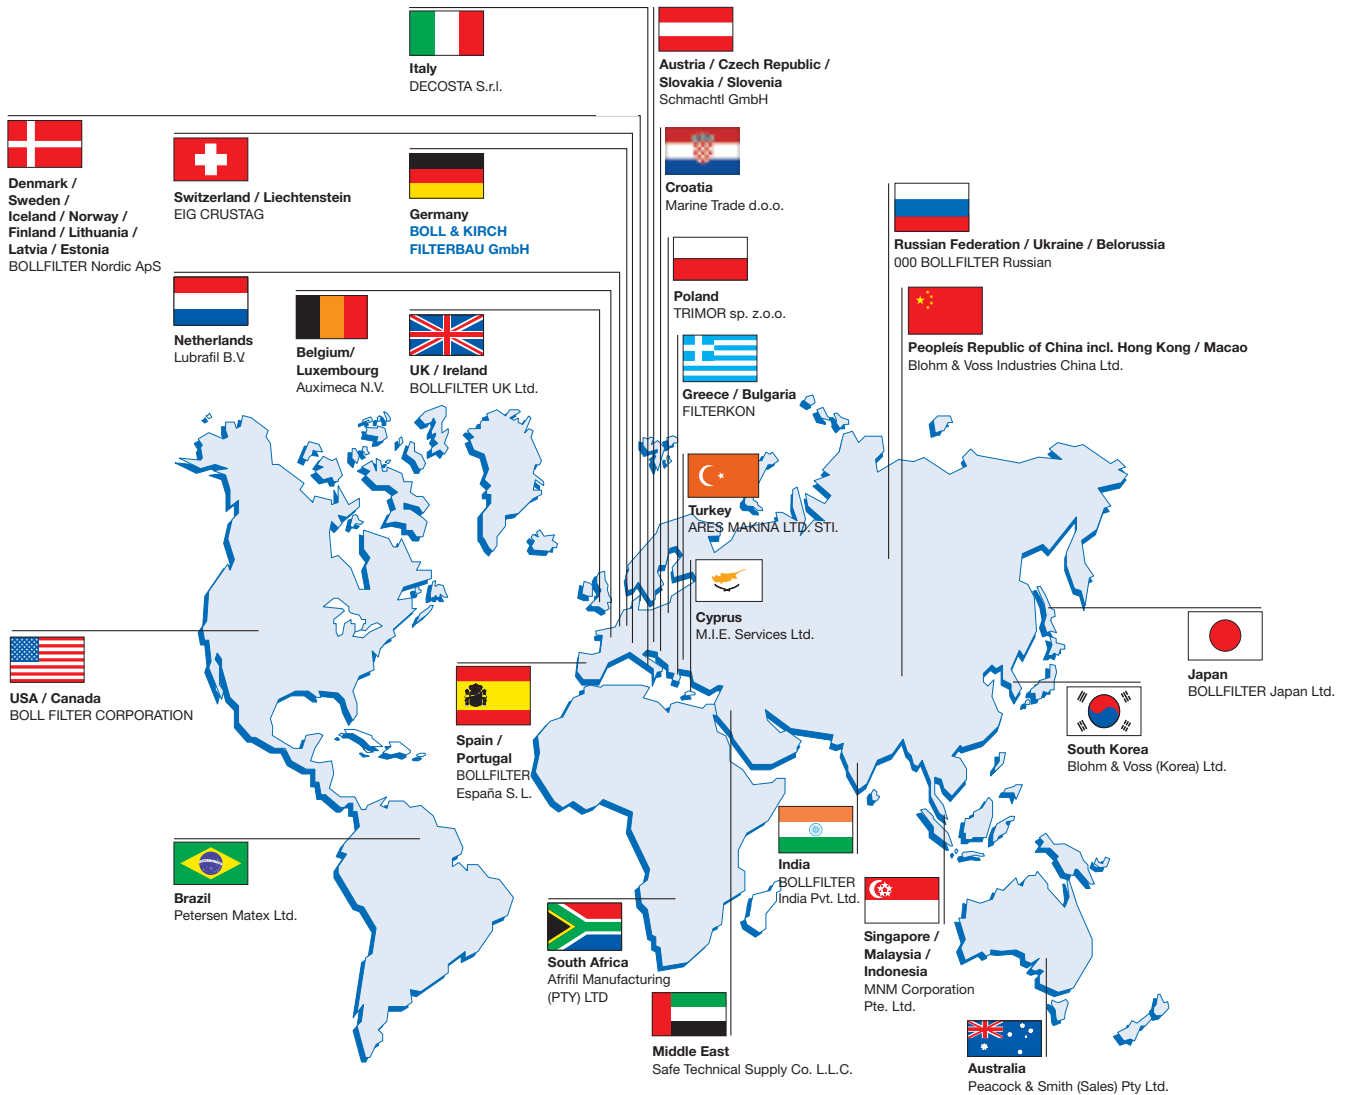 Italy
DECOSTA S.r.l.
Austria / Czech Republic /
Slovakia / Slovenia
Schmachtl GmbH
Denmark /
Sweden /
Iceland / Norway /
Finland / Lithuania /
Latvia / Estonia
BOLLFILTER Nordic ApS
Switzerland / Liechtenstein
EIG CRUSTAG
Germany
BOLL & KIRCH
FILTERBAU GmbH
Croatia
Marine Trade d.o.o.
Russian Federation / Ukraine / Belorussia
000 BOLLFILTER Russian
Poland
TRIMOR sp. z.o.o.
Netherlands
Lubrafil B.V.
Belgium/
Luxembourg
Auximeca N.V.
UK / Ireland
BOLLFILTER UK Ltd.
Peopleís Republic of China incl. Hong Kong / Macao
Blohm & Voss Industries China Ltd.
Greece / Bulgaria
FILTERKON
Turkey
ARES MAKINA LTD. STI.
Cyprus
M.I.E. Services Ltd.
USA / Canada
BOLL FILTER CORPORATION
Japan
BOLLFILTER Japan Ltd.
Spain /
Portugal
BOLLFILTER
España S. L.
South Korea
Blohm & Voss (Korea) Ltd.
Brazil
Petersen Matex Ltd.
India
BOLLFILTER
India Pvt. Ltd.
South Africa
Afrifil Manufacturing
(PTY) LTD
Singapore /
Malaysia /
Indonesia
MNM Corporation
Pte. Ltd.
Middle East
Safe Technical Supply Co. L.L.C.
Australia
Peacock & Smith (Sales) Pty Ltd.